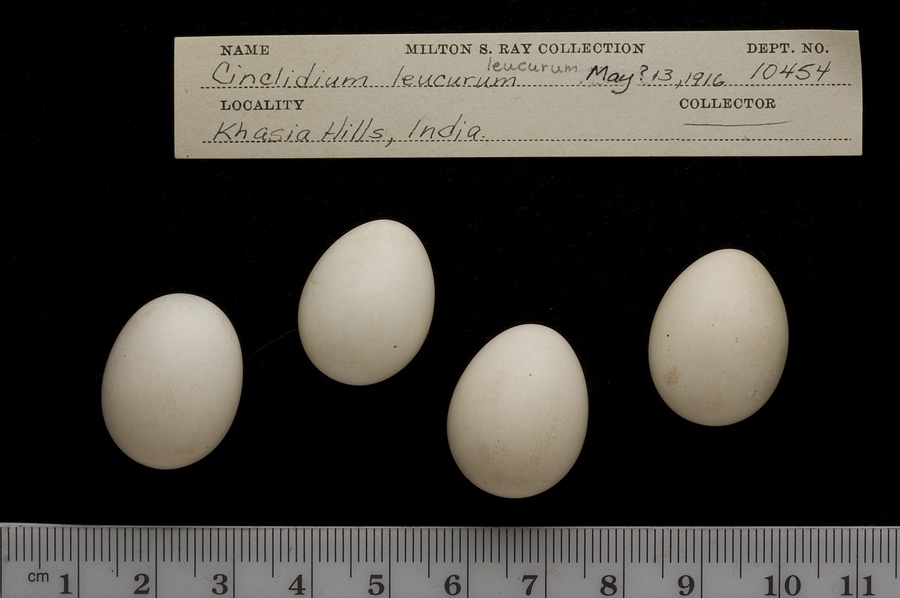 NAME MILTON S. RAY COLLECTION DEPT. NO.
leucurum
Cinclidium leucurum May? 13, 1916 10454
LOCALITY COLLECTOR
Khasia Hills, India.
cm 1 2 3 4 5 6 7 8 9 10 11